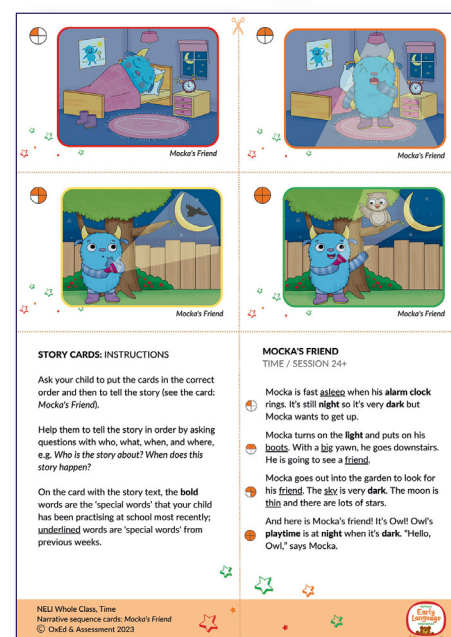 Mocka's Friend
Mocka's Friend
Mocka's Friend
Mocka's Friend
STORY CARDS: INSTRUCTIONS
Ask your child to put the cards in the correct
order and then to tell the story (see the card:
Mocka's Friend).
Help them to tell the story in order by asking
questions with who, what, when, and where,
e.g. Who is the story about? When does this
story happen?
On the card with the story text, the bold
words are the 'special words' that your child
has been practising at school most recently;
underlined words are 'special words' from
previous weeks.
MOCKA'S FRIEND
TIME / SESSION 24+
Mocka is fast asleep when his alarm clock
rings. It's still night so it's very dark but
Mocka wants to get up.
Mocka turns on the light and puts on his
boots. With a big yawn, he goes downstairs.
He is going to see a friend.
Mocka goes out into the garden to look for
his friend. The sky is very dark. The moon is
thin and there are lots of stars.
And here is Mocka's friend! It's Owl! Owl's
playtime is at night when it's dark. "Hello,
Owl," says Mocka.
NELI Whole Class, Time
Narrative sequence cards: Mocka's Friend
© OxEd & Assessment 2023
Early
Language